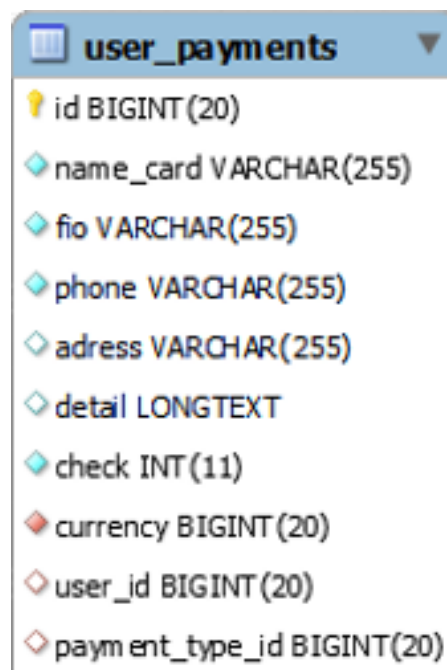 user_payments
id BIGINT(20)
name_card VARCHAR(255)
fio VARCHAR(255)
phone VARCHAR(255)
adress VARCHAR(255)
detail LONGTEXT
check INT(11)
currency BIGINT(20)
user_id BIGINT(20)
payment_type_id BIGINT(20)